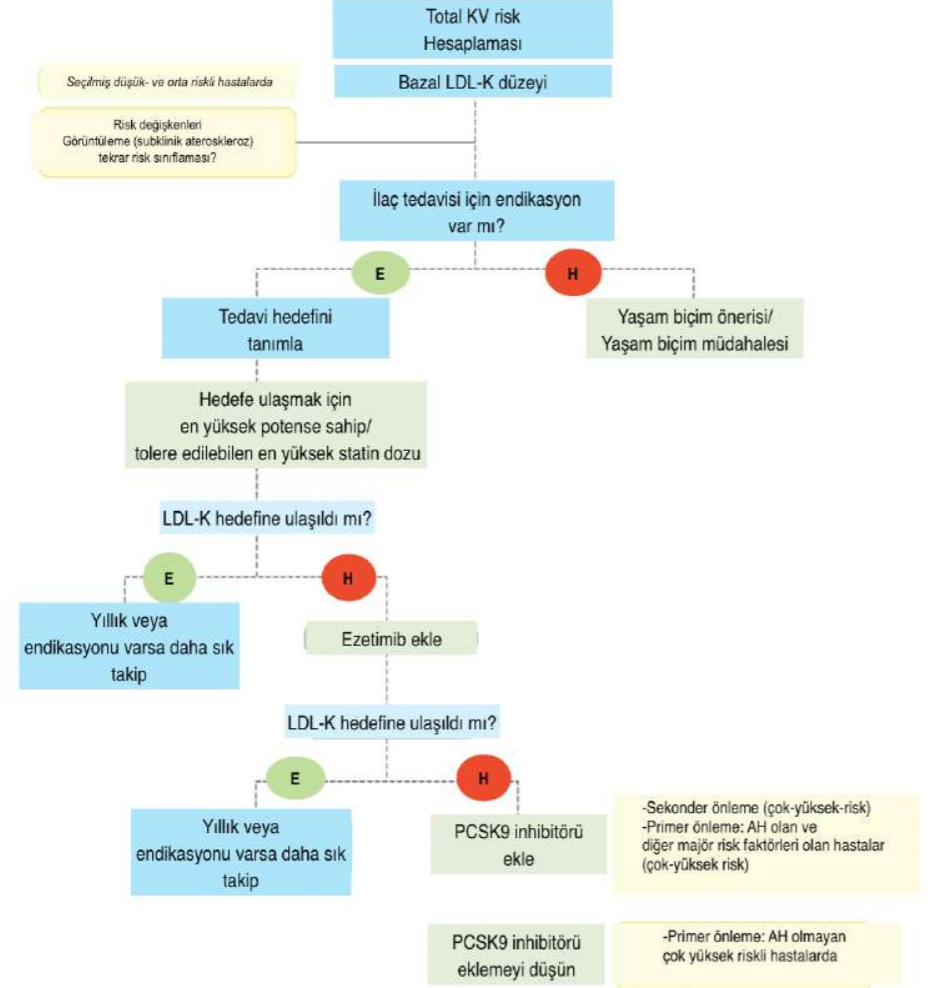 Total KV risk
Hesaplaması
Seçilmiş düşük- ve orta riskli hastalarda
Bazal LDL-K düzeyi
Risk değişkenleri
Görüntüleme (subklinik ateroskleroz)
tekrar risk sınıflaması?
İlaç tedavisi için endikasyon
var mı?
E
H
Tedavi hedefini
tanımla
Yaşam biçim önerisi/
Yaşam biçim müdahalesi
Hedefe ulaşmak için
en yüksek potense sahip/
tolere edilebilen en yüksek statin dozu
LDL-K hedefine ulaşıldı mı?
E
H
Yıllık veya
endikasyonu varsa daha sık
takip
Ezetimib ekle
LDL-K hedefine ulaşıldı mı?
E
H
Yıllık veya
endikasyonu varsa daha sık
takip
PCSK9 inhibitörü
ekle
-Sekonder önleme (çok-yüksek-risk)
-Primer önleme: AH olan ve
diğer majör risk faktörleri olan hastalar
(çok-yüksek risk)
PCSK9 inhibitörü
eklemeyi düşün
-Primer önleme: AH olmayan
çok yüksek riskli hastalarda